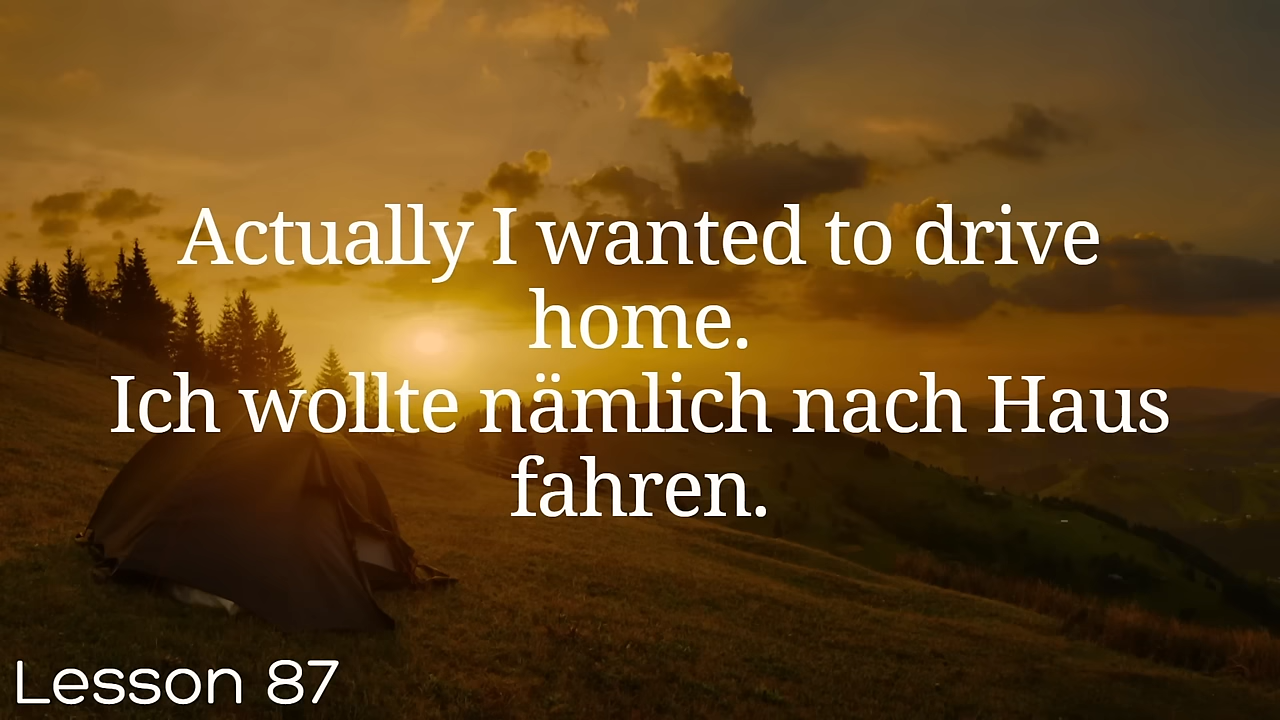 Actually I wanted to drive
home.
Ich wollte nämlich nach Haus
fahren.
Lesson 87